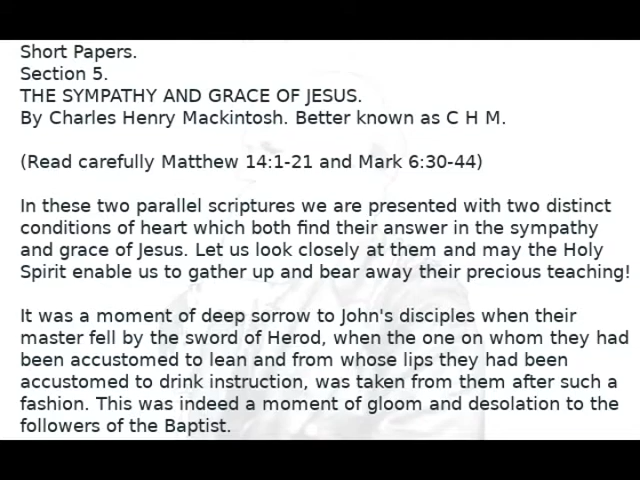 Short Papers.
Section 5.
THE SYMPATHY AND GRACE OF JESUS.
By Charles Henry Mackintosh. Better known as C H M.
(Read carefully Matthew 14:1-21 and Mark 6:30-44)
In these two parallel scriptures we are presented with two distinct
conditions of heart which both find their answer in the sympathy
and grace of Jesus. Let us look closely at them and may the Holy
Spirit enable us to gather up and bear away their precious teaching!
It was a moment of deep sorrow to John's disciples when their
master fell by the sword of Herod, when the one on whom they had
been accustomed to lean and from whose lips they had been
accustomed to drink instruction, was taken from them after such a
fashion. This was indeed a moment of gloom and desolation to the
followers of the Baptist.